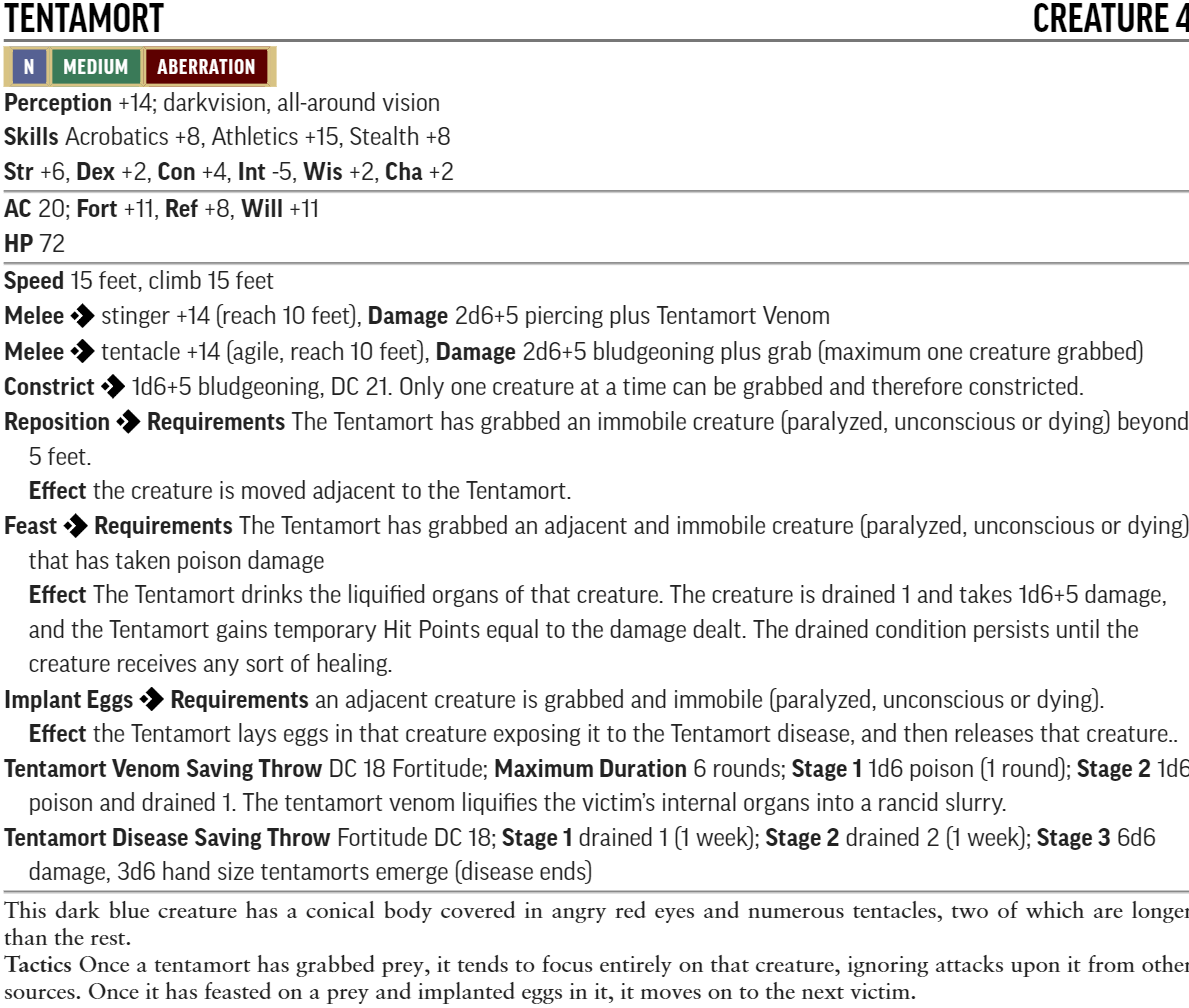 TENTAMORT CREATURE 4
N MEDIUM ABERRATION
Perception +14; darkvision, all-around vision
Skills Acrobatics +8, Athletics +15, Stealth +8
Str +6, Dex +2, Con +4, Int -5, Wis +2, Cha +2
AC 20; Fort +11, Ref +8, Will +11
HP 72
Speed 15 feet, climb 15 feet
Melee stinger +14 (reach 10 feet), Damage 2d6+5 piercing plus Tentamort Venom
Melee tentacle +14 (agile, reach 10 feet), Damage 2d6+5 bludgeoning plus grab (maximum one creature grabbed)
Constrict 1d6+5 bludgeoning, DC 21. Only one creature at a time can be grabbed and therefore constricted.
Reposition Requirements The Tentamort has grabbed an immobile creature (paralyzed, unconscious or dying) beyond
5 feet.
Effect the creature is moved adjacent to the Tentamort.
Feast Requirements The Tentamort has grabbed an adjacent and immobile creature (paralyzed, unconscious or dying)
that has taken poison damage
Effect The Tentamort drinks the liquified organs of that creature. The creature is drained 1 and takes 1d6+5 damage,
and the Tentamort gains temporary Hit Points equal to the damage dealt. The drained condition persists until the
creature receives any sort of healing.
Implant Eggs Requirements an adjacent creature is grabbed and immobile (paralyzed, unconscious or dying).
Effect the Tentamort lays eggs in that creature exposing it to the Tentamort disease, and then releases that creature..
Tentamort Venom Saving Throw DC 18 Fortitude; Maximum Duration 6 rounds; Stage 1 1d6 poison (1 round); Stage 2 1d6
poison and drained 1. The tentamort venom liquifies the victim's internal organs into a rancid slurry.
Tentamort Disease Saving Throw Fortitude DC 18; Stage 1 drained 1 (1 week); Stage 2 drained 2 (1 week); Stage 3 6d6
damage, 3d6 hand size tentamorts emerge (disease ends)
This dark blue creature has a conical body covered in angry red eyes and numerous tentacles, two of which are longer
than the rest.
Tactics Once a tentamort has grabbed prey, it tends to focus entirely on that creature, ignoring attacks upon it from other
sources. Once it has feasted on a prey and implanted eggs in it, it moves on to the next victim.